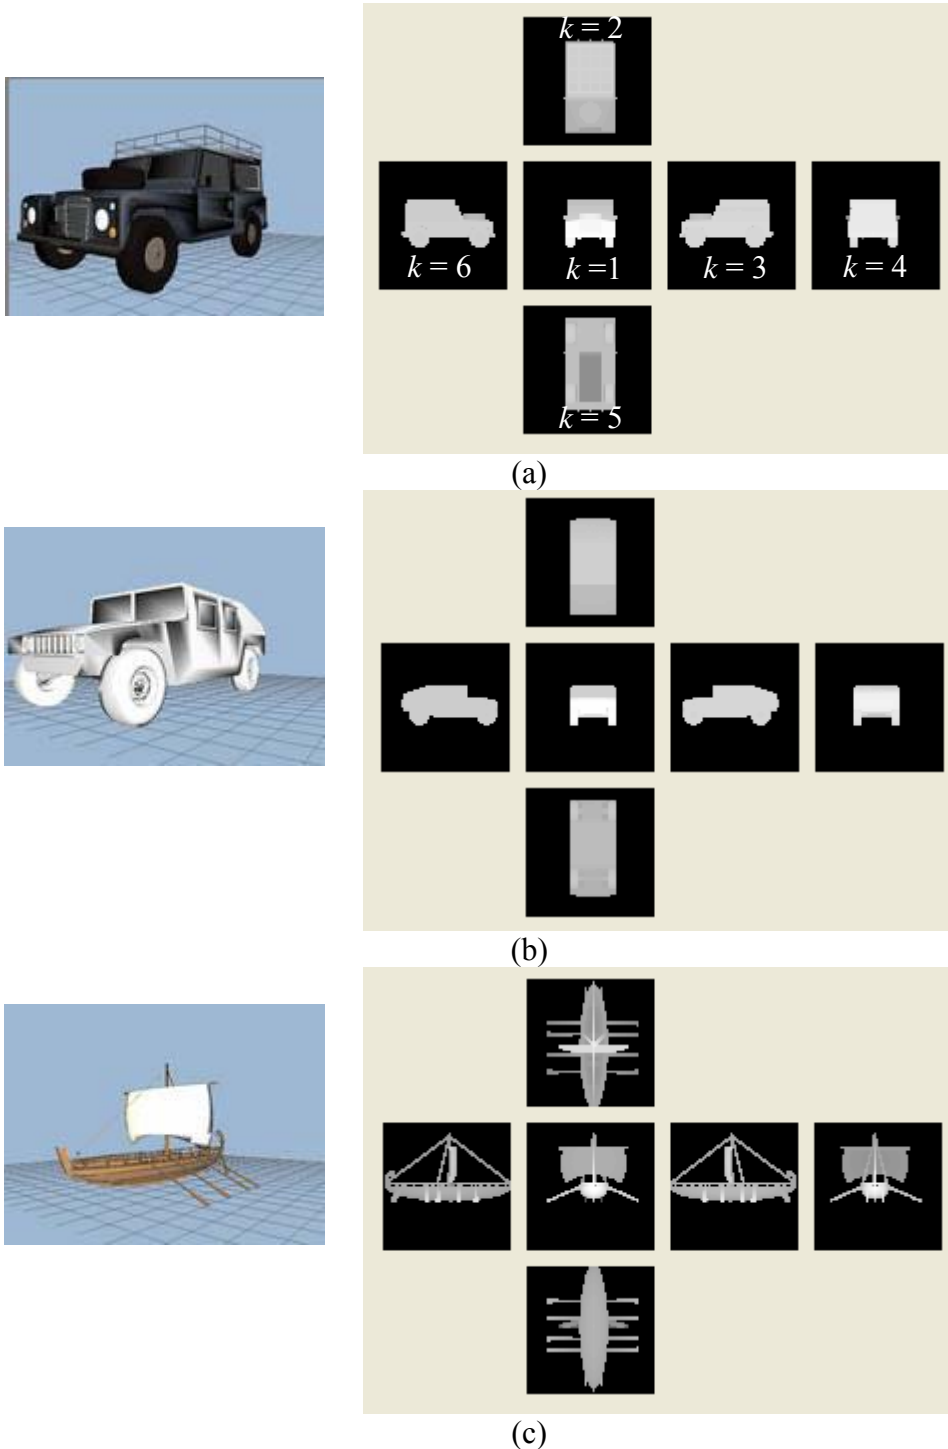 k = 2
k = 6
k =1
k = 3
k = 4
k = 5
(a)
(b)
(c)